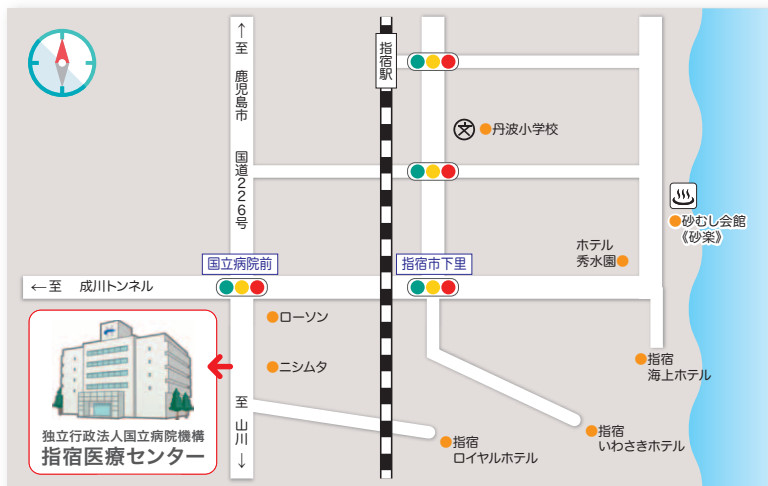 ↑至 鹿児島市 国道226号
指宿駅
丹波小学校
砂むし会館
《砂楽》
ホテル
秀水園
国立病院前
指宿市下里
←至 成川トンネル
ローソン
ニシムタ
指宿
海上ホテル
独立行政法人国立病院機構
指宿医療センター
至 山川↓
指宿
ロイヤルホテル
指宿
いわさきホテル